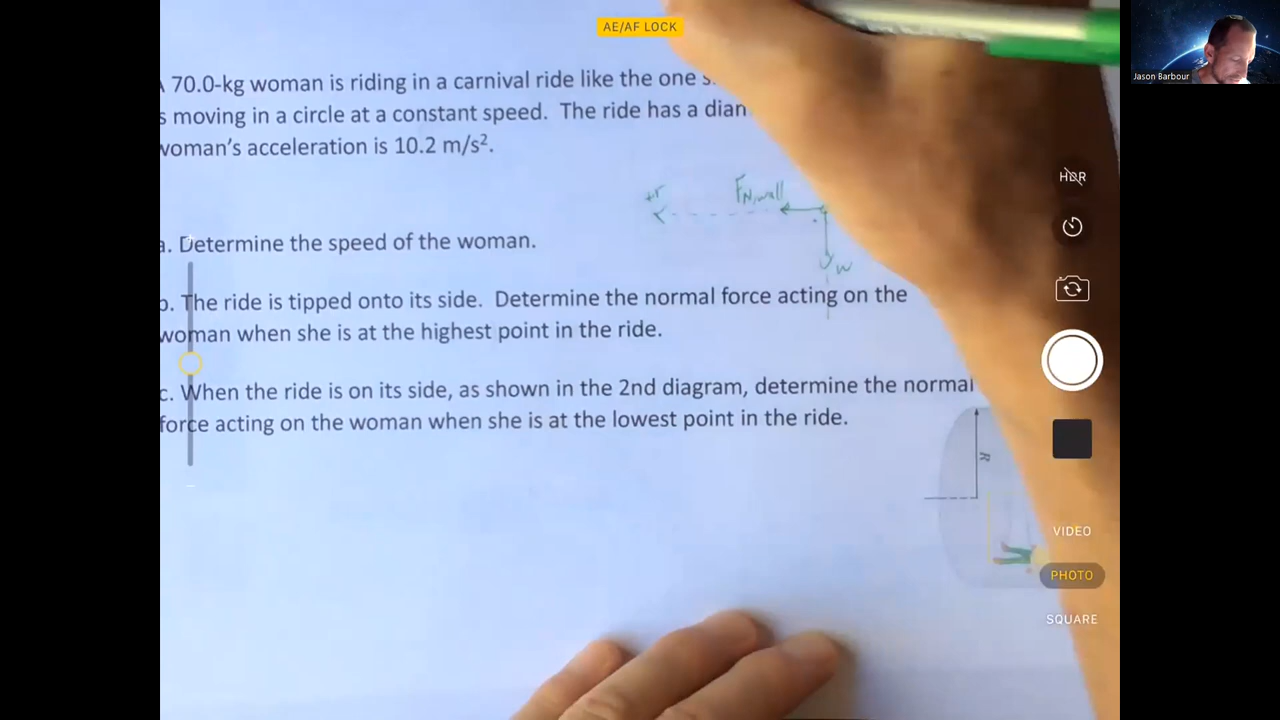 AE/AF LOCK
Jason Barbour
70.0-kg woman is riding in a carnival ride like the one
s moving in a circle at a constant speed. The ride has a
woman's acceleration is 10.2 m/s².
HDR
+r
FN, wall
w
a. Determine the speed of the woman.
b. The ride is tipped onto its side. Determine the normal force acting on the
woman when she is at the highest point in the ride.
c. When the ride is on its side, as shown in the 2nd diagram, determine the normal
force acting on the woman when she is at the lowest point in the ride.
R
VIDEO
PHOTO
SQUARE